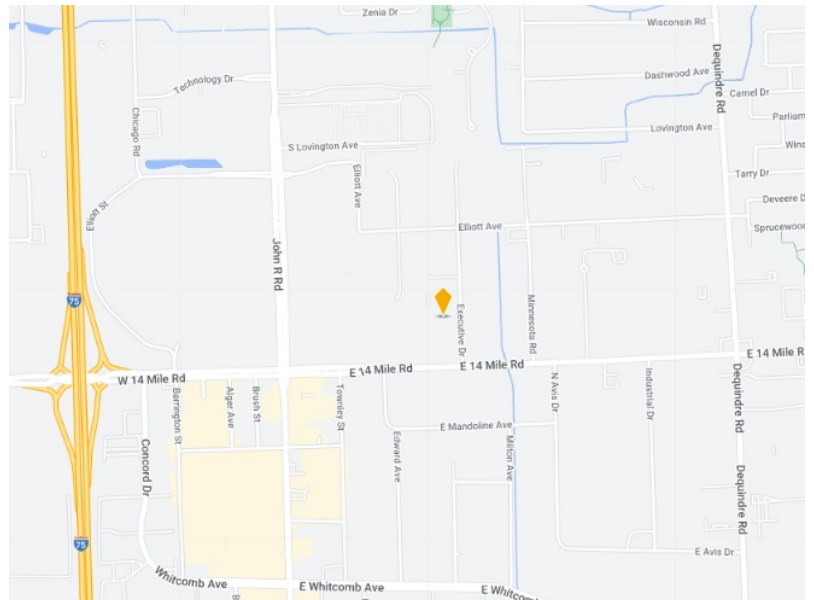 Zenia Dr
Wisconsin Rd
Dequindre Rd
Technology Dr
Dashwood Ave
Camel Dr
Chicago Rd
Parliam
Lovington Ave
S Lovington Ave
Wins
Elliott Ave
Tarry Dr
Elliott St
Deveere D
Elliott Ave
Sprucewoo
John R Rd
75
Executive Dr
Minnesota Rd
E 14 Mile Rd
E 14 Mile Rd
E 14 Mile R
W 14 Mile Rd
Barrington St
Alger Ave
Brush St
Townley St
N Avis Dr
Industrial Dr
Dequindre Rd
E Mandoline Ave
Concord Dr
Edward Ave
Milton Ave
Dequindre Rd
75
E Avis Dr
Whitcomb Ave
E Whitcomb Ave
E Whitcom
B
B